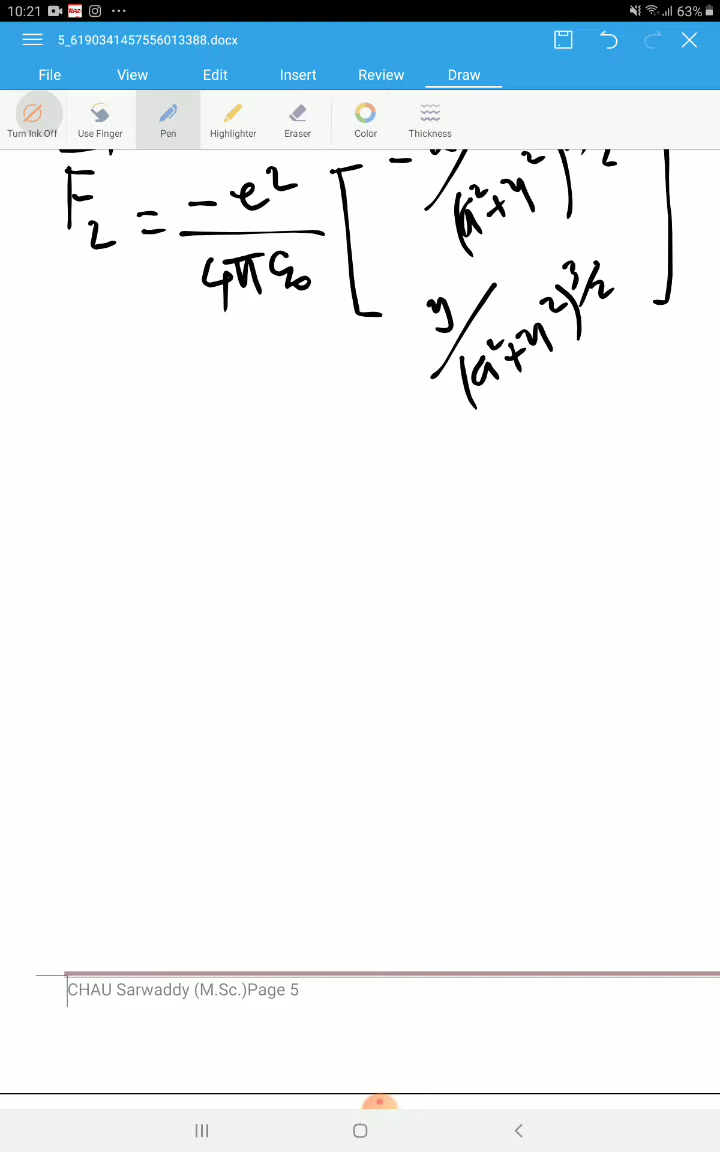 10:21 63%
5_6190341457556013388.docx
File View Edit Insert Review Draw
Turn Ink Off Use Finger Pen Highlighter Eraser Color Thickness
F₂ = -e²/4πε₀ [ /(a²+y²)
y/(a²+y²)^3/2 ]
CHAU Sarwaddy (M.Sc.)Page 5